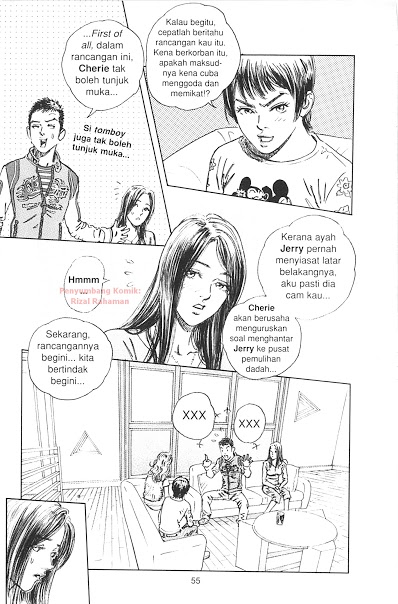 Kalau begitu,
cepatlah beritahu
rancangan kau itu.
Kena berkorban itu,
apakah maksud-
nya kena cuba
menggoda dan
memikat!?
...First of
all, dalam
rancangan ini,
Cherie tak
boleh tunjuk
muka...
Si tomboy
juga tak boleh
tunjuk muka...
Kerana ayah
Jerry pernah
menyiasat latar
belakangnya,
aku pasti dia
cam kau...
Cherie
akan berusaha
menguruskan
soal menghantar
Jerry ke pusat
pemulihan
dadah...
Hmmm
...
Penyumbang Komik:
Rizal Rahaman
Sekarang,
rancangannya
begini... kita
bertindak
begini...
XXX
XXX
55